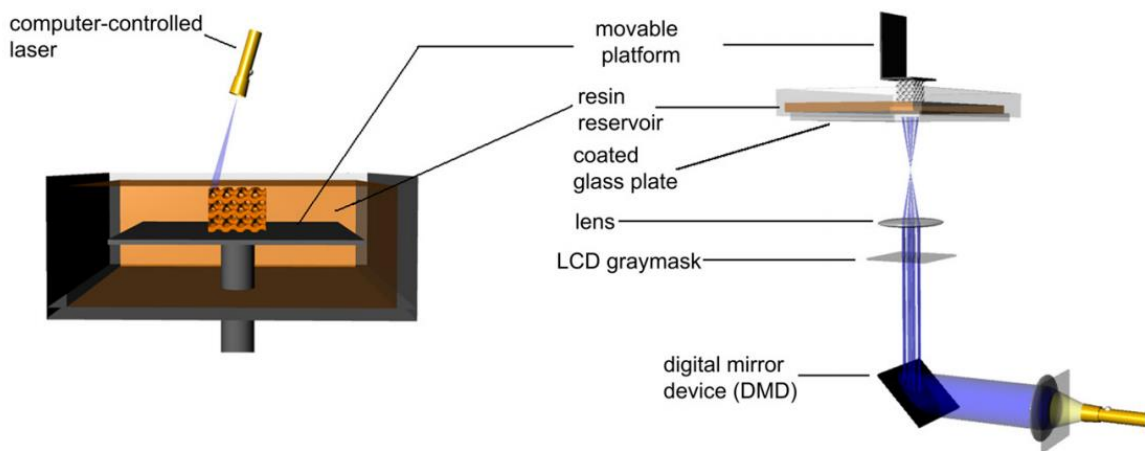 computer-controlled
laser
movable
platform
resin
reservoir
coated
glass plate
lens
LCD graymask
digital mirror
device (DMD)